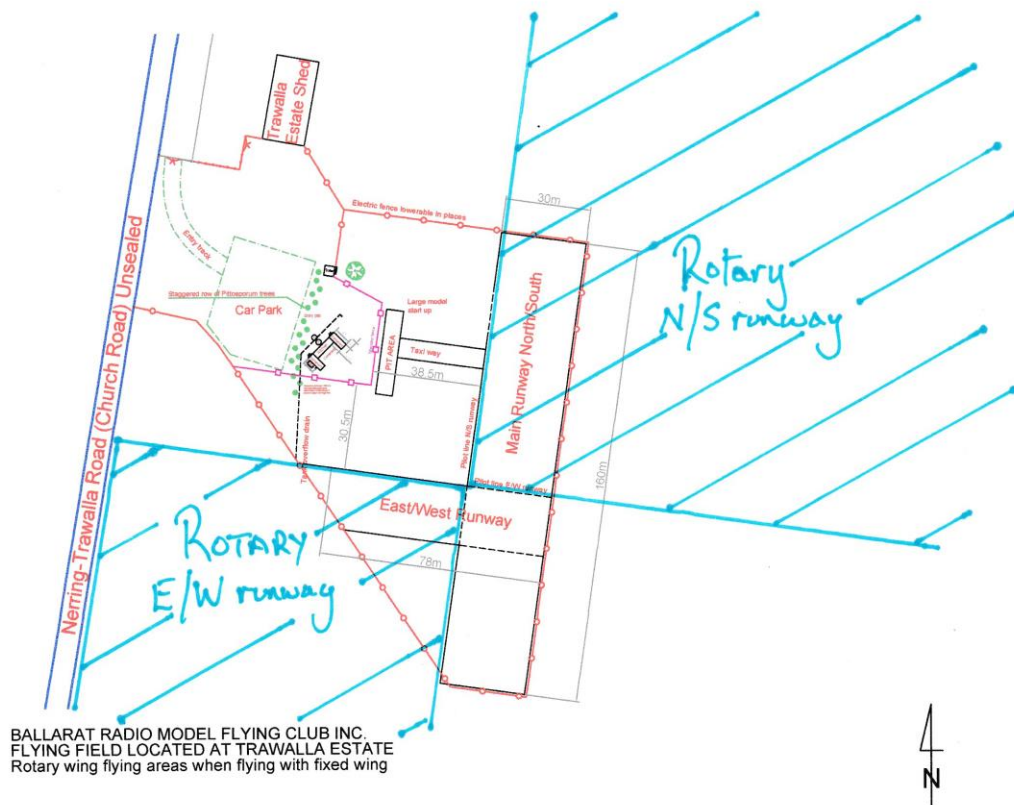 Trawalla
Estate Shed
30m
Electric fence lowerable in places
Entry track
Staggered row of Pittosporum trees
Car Park
Large model
start up
PIT AREA
Taxi way
38.5m
Main Runway North/South
Rotary
N/S runway
Nerring-Trawalla Road (Church Road) Unsealed
30.5m
Pilot line N/S runway
160m
Pilot line E/W runway
East/West Runway
78m
ROTARY
E/W runway
BALLARAT RADIO MODEL FLYING CLUB INC.
FLYING FIELD LOCATED AT TRAWALLA ESTATE
Rotary wing flying areas when flying with fixed wing
N